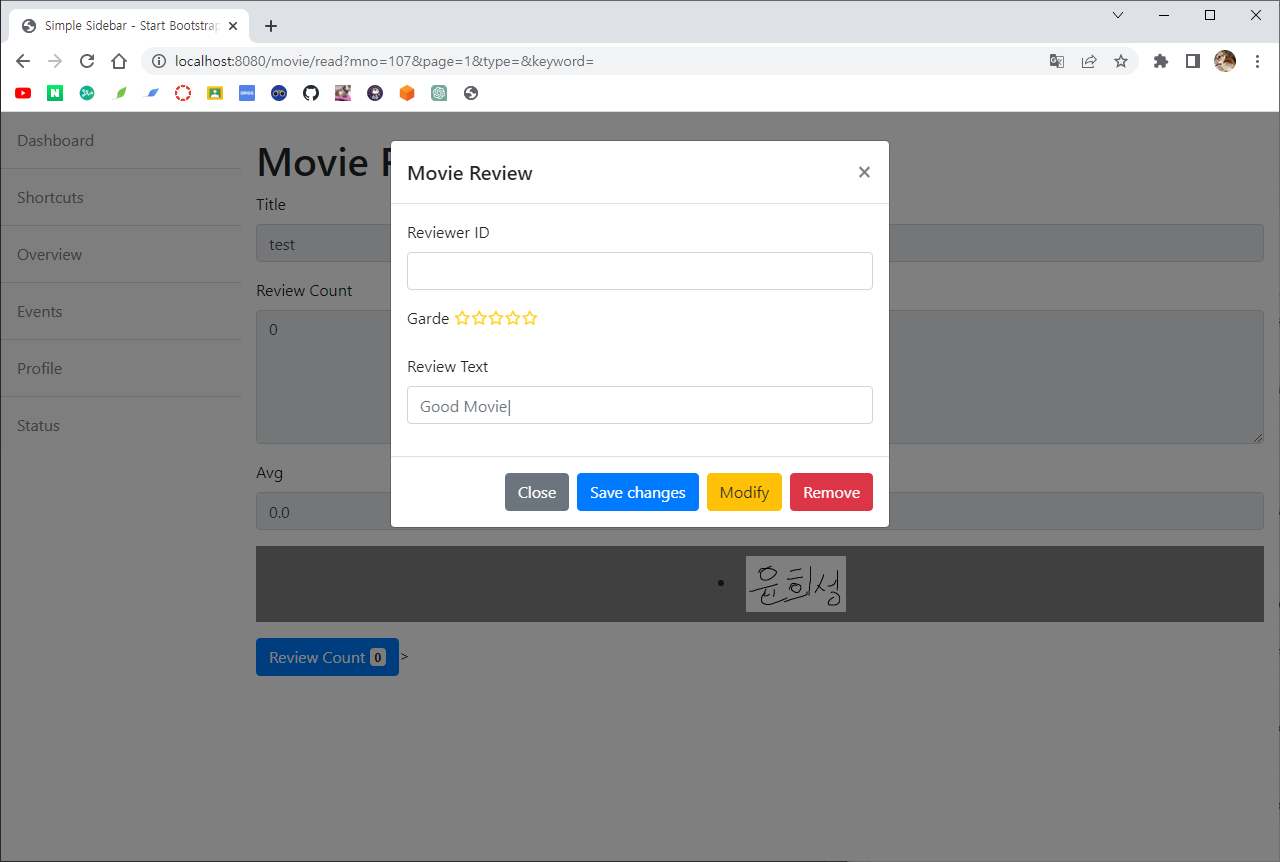 Simple Sidebar - Start Bootstrap
localhost:8080/movie/read?mno=107&page=1&type=&keyword=
Dashboard
Shortcuts
Overview
Events
Profile
Status
Movie
Title
test
Review Count
0
Avg
0.0
Movie Review
×
Reviewer ID
Garde
Review Text
Good Movie
Close
Save changes
Modify
Remove
윤희성
Review Count 0 >